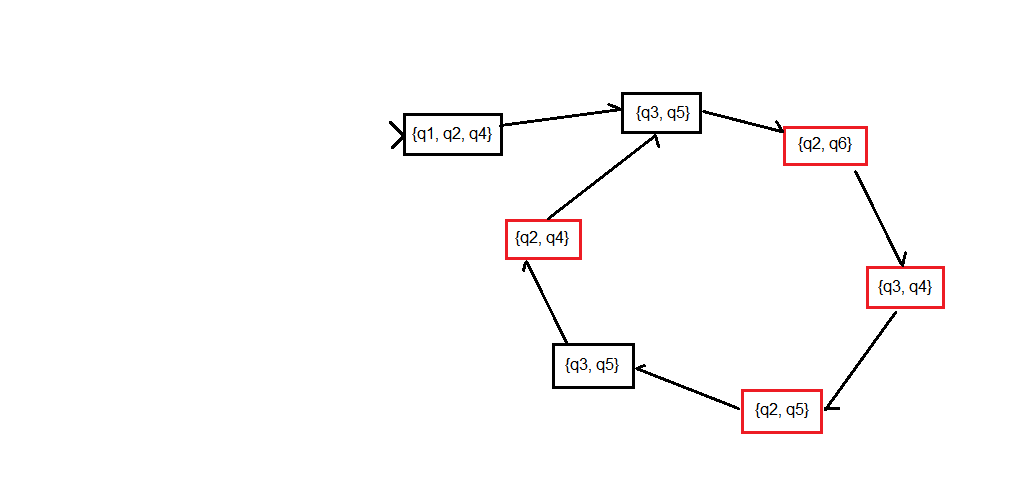 {q1, q2, q4}
{q3, q5}
{q2, q6}
{q3, q4}
{q2, q5}
{q3, q5}
{q2, q4}